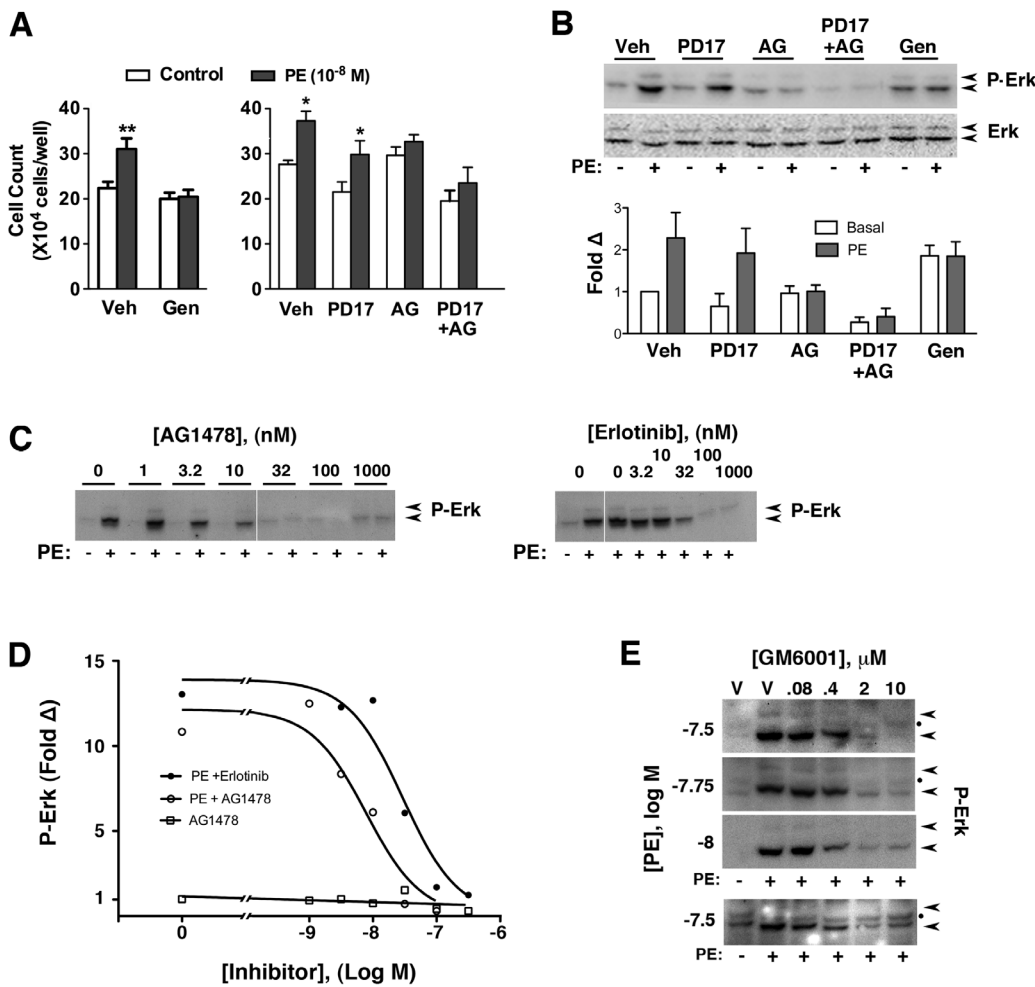 A
Control PE (10-8 M)
Cell Count
(X104 cells/well)
40
30
20
10
0
**
Veh Gen
40
30
20
10
0
* *
Veh PD17 AG PD17
+AG
B
Veh PD17 AG PD17
+AG Gen
P-Erk
Erk
PE: - + - + - + - + - +
Fold Δ
3
2
1
0
Basal
PE
Veh PD17 AG PD17
+AG Gen
C
[AG1478], (nM)
0 1 3.2 10 32 100 1000
P-Erk
PE: - + - + - + - + - + - + - +
[Erlotinib], (nM)
0 0 3.2 10 32 100 1000
P-Erk
PE: - + + + + + + +
D
P-Erk (Fold Δ)
15
10
5
1
PE +Erlotinib
PE + AG1478
AG1478
0 -9 -8 -7 -6
[Inhibitor], (Log M)
E
[GM6001], μM
V V .08 .4 2 10
[PE], log M
-7.5
-7.75
-8
P-Erk
PE: - + + + + +
-7.5
PE: - + + + + +